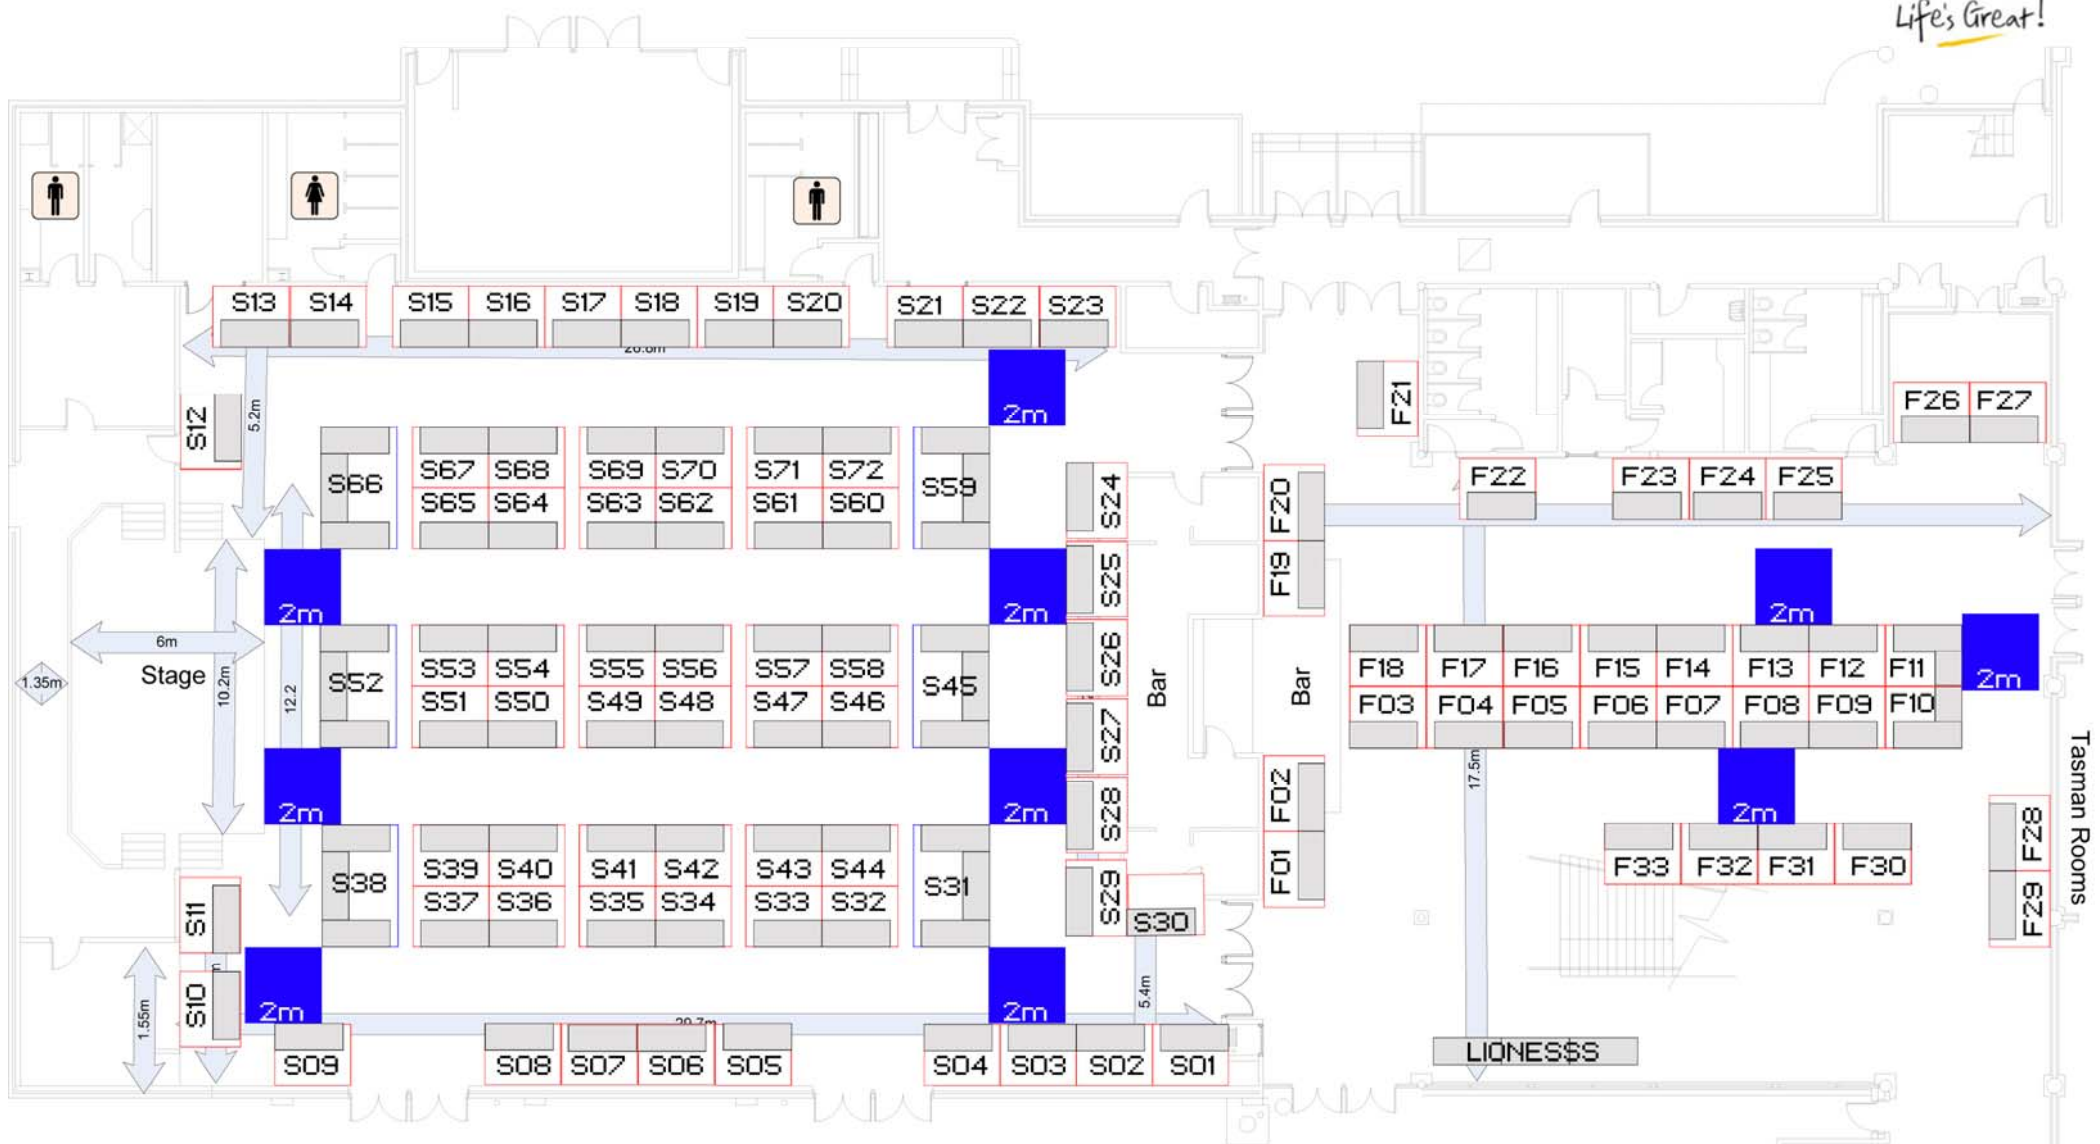 Life's Great!
S13 S14 S15 S16 S17 S18 S19 S20 S21 S22 S23
2m
S12
5.2m
F21
F26 F27
S66 S67 S68 S69 S70 S71 S72 S59
S65 S64 S63 S62 S61 S60
S24
F20
F22 F23 F24 F25
S25
F19
2m 2m 2m
6m
Stage
1.35m
10.2m
12.2
S52 S53 S54 S55 S56 S57 S58 S45
S51 S50 S49 S48 S47 S46
S26
Bar
Bar
F18 F17 F16 F15 F14 F13 F12 F11
F03 F04 F05 F06 F07 F08 F09 F10
2m
S27
2m 2m 2m
S28
F02
17.5m
Tasman Rooms
S38 S39 S40 S41 S42 S43 S44 S31
S37 S36 S35 S34 S33 S32
S29
S30
F01
F33 F32 F31 F30
F28
F29
S11
S10
1.55m
2m 2m
5.4m
S09 S08 S07 S06 S05 S04 S03 S02 S01
LIONES$S